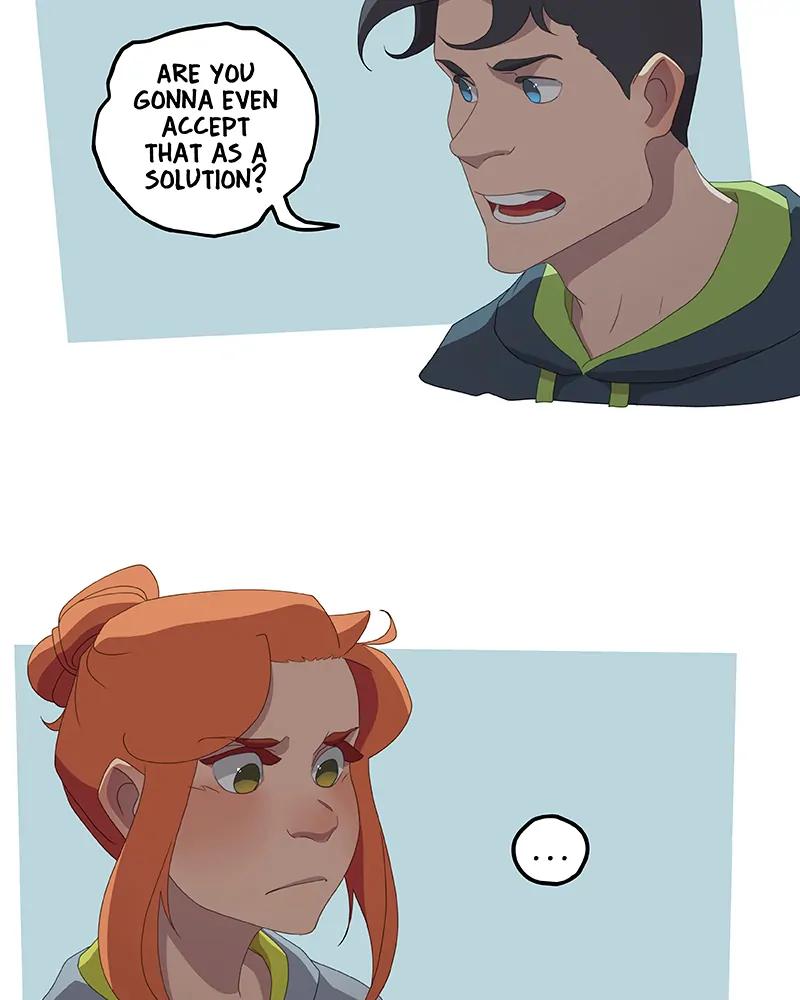 ARE YOU
GONNA EVEN
ACCEPT
THAT AS A
SOLUTION?
...